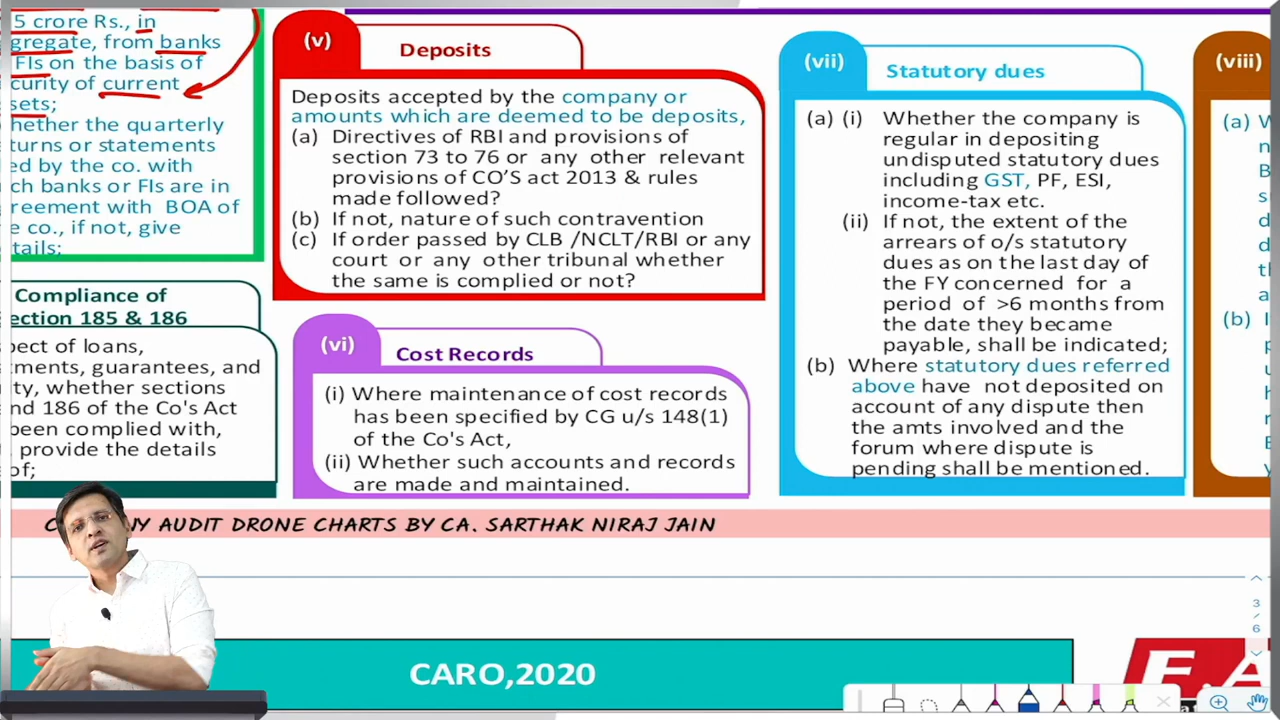 5 crore Rs., in
gregate, from banks
FIs on the basis of
curity of current
sets;
hether the quarterly
turns or statements
ed by the co. with
ch banks or FIs are in
reement with BOA of
e co., if not, give
tails;
Compliance of
ection 185 & 186
pect of loans,
tments, guarantees, and
ity, whether sections
nd 186 of the Co's Act
been complied with,
provide the details
of;
(v)
Deposits
Deposits accepted by the company or
amounts which are deemed to be deposits,
(a) Directives of RBI and provisions of
section 73 to 76 or any other relevant
provisions of CO'S act 2013 & rules
made followed?
(b) If not, nature of such contravention
(c) If order passed by CLB /NCLT/RBI or any
court or any other tribunal whether
the same is complied or not?
(vi)
Cost Records
(i) Where maintenance of cost records
has been specified by CG u/s 148(1)
of the Co's Act,
(ii) Whether such accounts and records
are made and maintained.
(vii)
Statutory dues
(a) (i) Whether the company is
regular in depositing
undisputed statutory dues
including GST, PF, ESI,
income-tax etc.
(ii) If not, the extent of the
arrears of o/s statutory
dues as on the last day of
the FY concerned for a
period of >6 months from
the date they became
payable, shall be indicated;
(b) Where statutory dues referred
above have not deposited on
account of any dispute then
the amts involved and the
forum where dispute is
pending shall be mentioned.
(viii)
(a)
(b)
NY AUDIT DRONE CHARTS BY CA. SARTHAK NIRAJ JAIN
3
/
6
CARO,2020
F.A